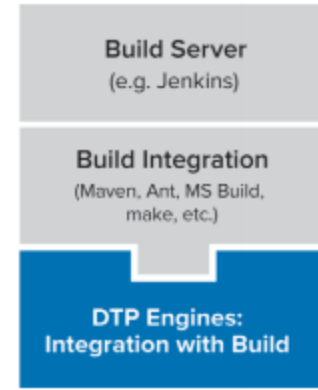 Build Server
(e.g. Jenkins)
Build Integration
(Maven, Ant, MS Build,
make, etc.)
DTP Engines:
Integration with Build